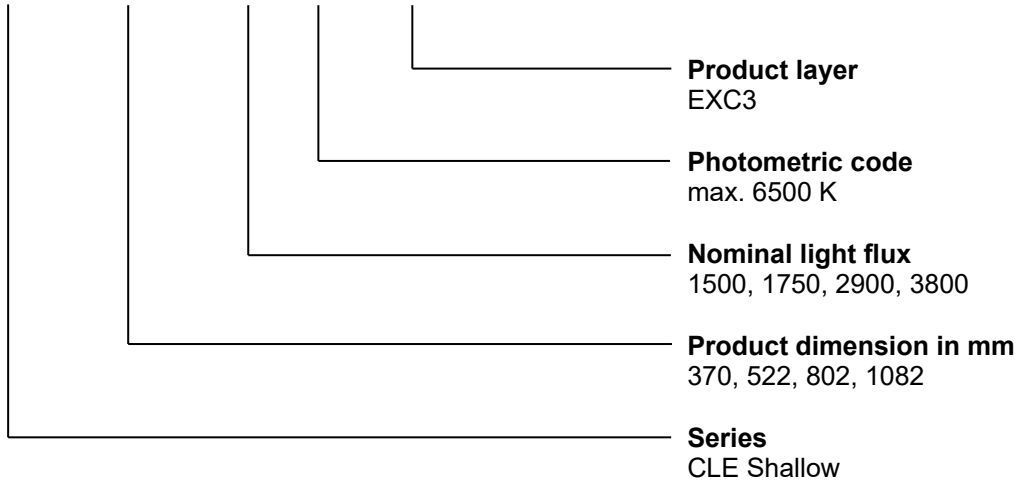 Product layer
EXC3
Photometric code
max. 6500 K
Nominal light flux
1500, 1750, 2900, 3800
Product dimension in mm
370, 522, 802, 1082
Series
CLE Shallow